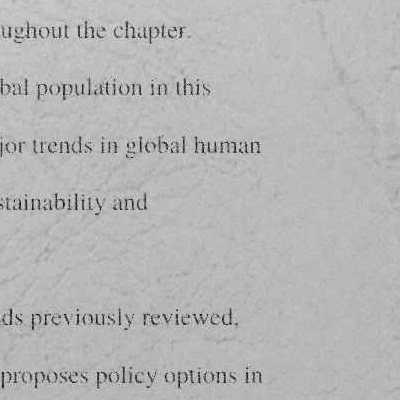 ughout the chapter.
bal population in this
jor trends in global human
stainability and
ds previously reviewed,
proposes policy options in